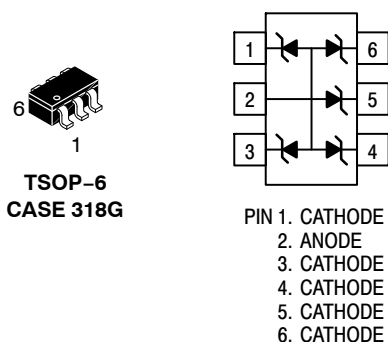 6
1
TSOP−6
CASE 318G
1
6
2
5
3
4
PIN 1. CATHODE
2. ANODE
3. CATHODE
4. CATHODE
5. CATHODE
6. CATHODE